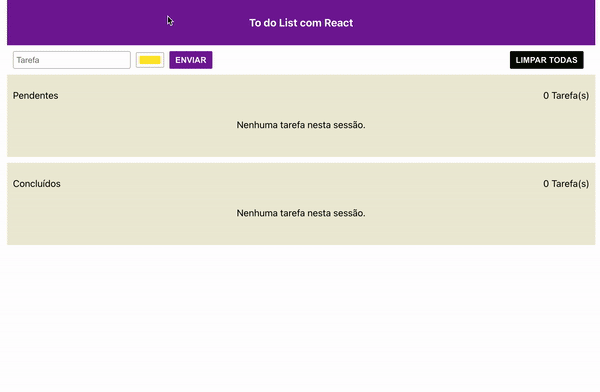 To do List com React
Tarefa ENVIAR LIMPAR TODAS
Pendentes 0 Tarefa(s)
Nenhuma tarefa nesta sessão.
Concluídos 0 Tarefa(s)
Nenhuma tarefa nesta sessão.